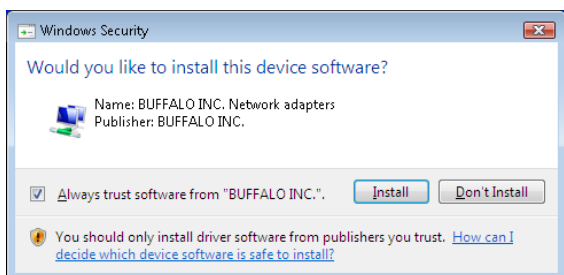 Windows Security
Would you like to install this device software?
Name: BUFFALO INC. Network adapters
Publisher: BUFFALO INC.
Always trust software from "BUFFALO INC.".
Install
Don't Install
You should only install driver software from publishers you trust. How can I
decide which device software is safe to install?